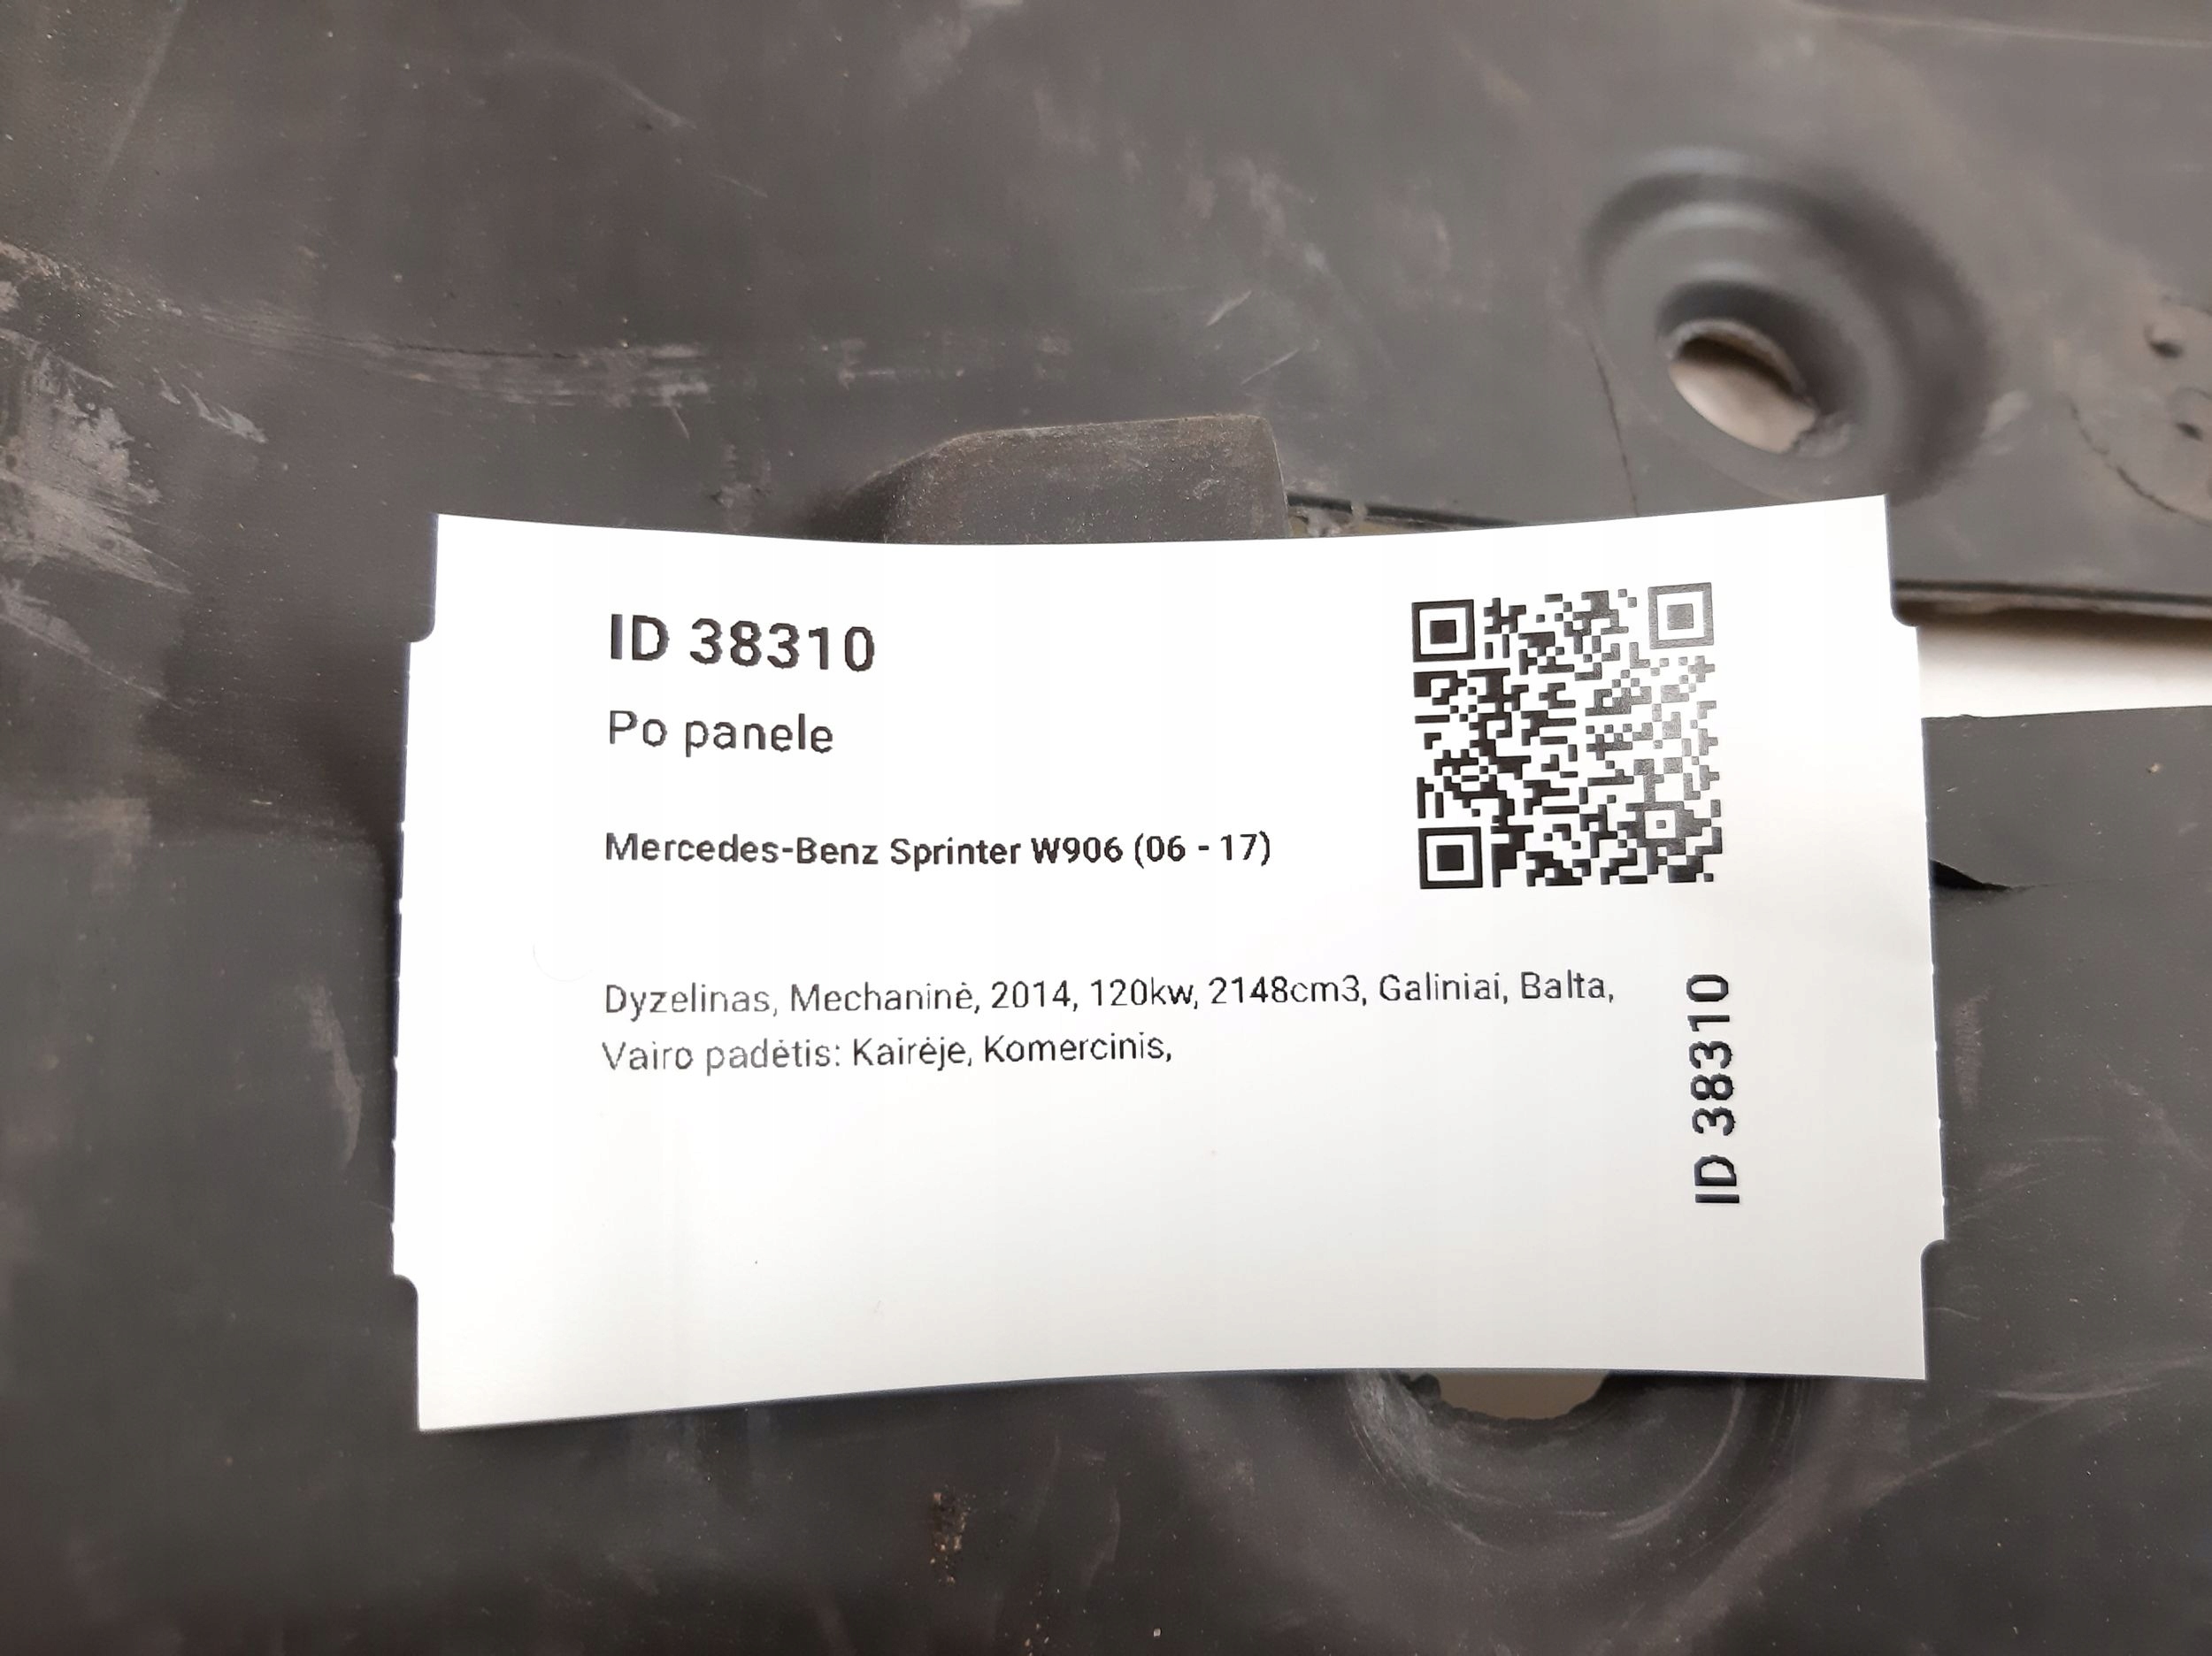 ID 38310
Po panele
Mercedes-Benz Sprinter W906 (06 - 17)
Dyzelinas, Mechaninė, 2014, 120kw, 2148cm3, Galiniai, Balta,
Vairo padėtis: Kairėje, Komercinis,
ID 38310